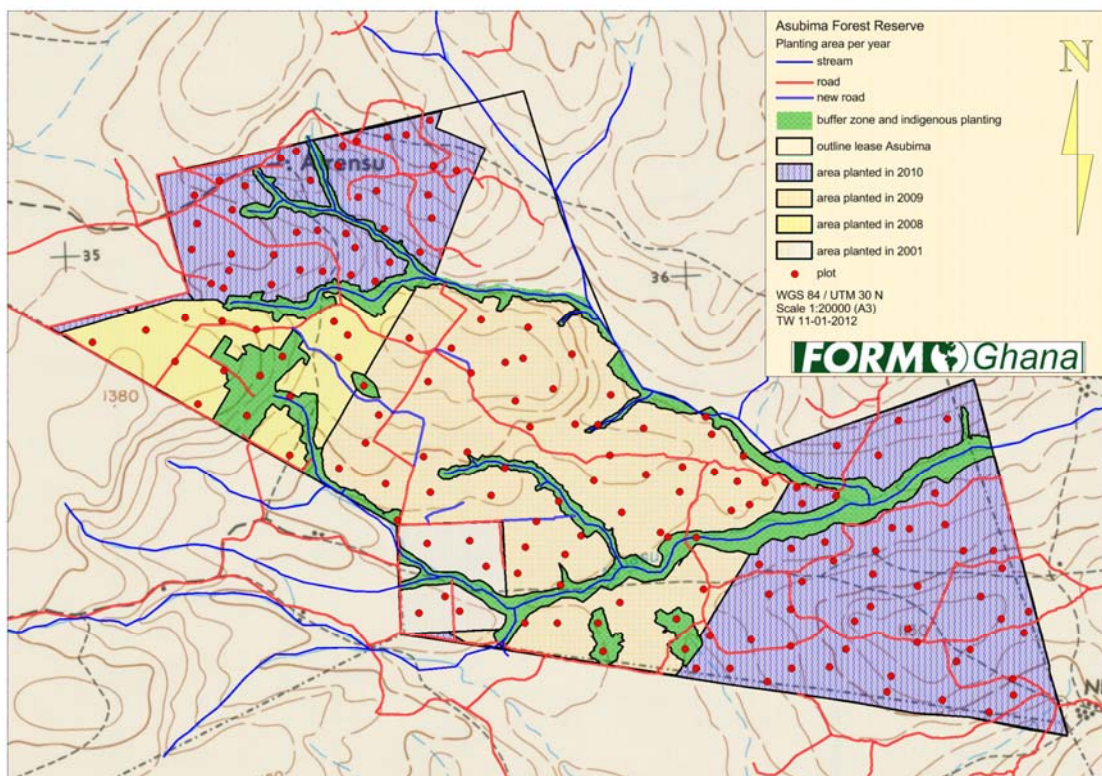 Asubima Forest Reserve
Planting area per year
stream
road
new road
buffer zone and indigenous planting
outline lease Asubima
area planted in 2010
area planted in 2009
area planted in 2008
area planted in 2001
plot
WGS 84 / UTM 30 N
Scale 1:20000 (A3)
TW 11-01-2012
N
FORM Ghana
35
36
1380